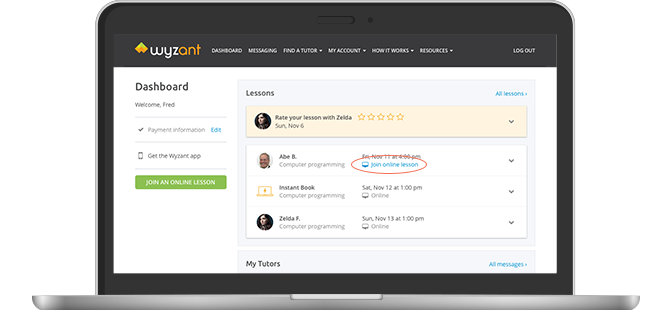 wyzant
DASHBOARD MESSAGING FIND A TUTOR MY ACCOUNT HOW IT WORKS RESOURCES LOG OUT
Dashboard
Welcome, Fred
Payment information Edit
Get the Wyzant app
JOIN AN ONLINE LESSON
Lessons All lessons ›
Rate your lesson with Zelda
Sun, Nov 6
Abe B. Fri, Nov 11 at 4:00 pm
Computer programming Join online lesson
Instant Book Sat, Nov 12 at 1:00 pm
Computer programming Online
Zelda F. Sun, Nov 13 at 1:00 pm
Computer programming Online
My Tutors All messages ›